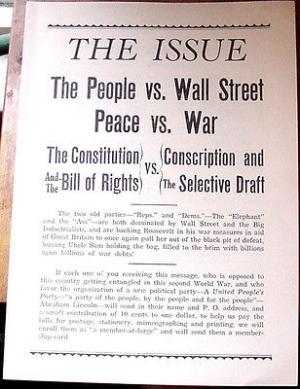 THE ISSUE
The People vs. Wall Street
Peace vs. War
The Constitution And The Bill of Rights vs. Conscription and The Selective Draft
The two old parties—"Reps." and "Dems."—The "Elephant"
and the "Ass"—are both dominated by Wall Street and the Big
Industrialists, and are backing Roosevelt in his war measures in aid
of Great Britain to once again pull her out of the black pit of defeat,
leaving Uncle Sam holding the bag, filled to the brim with billions
upon billions of war debts.
If each one of you receiving this message, who is opposed to
this country getting entangled in this second World War, and who
favor the organization of a new political party—A United People's
Party—"a party of the people, by the people and for the people"—
Abraham Lincoln—will send in their name and P. O. address, and
a small contribution of 10 cents to one dollar, to help us pay the
bills for postage, stationery, mimeographing and printing, we will
enroll them as "a member-at-large" and will send them a member-
ship card.